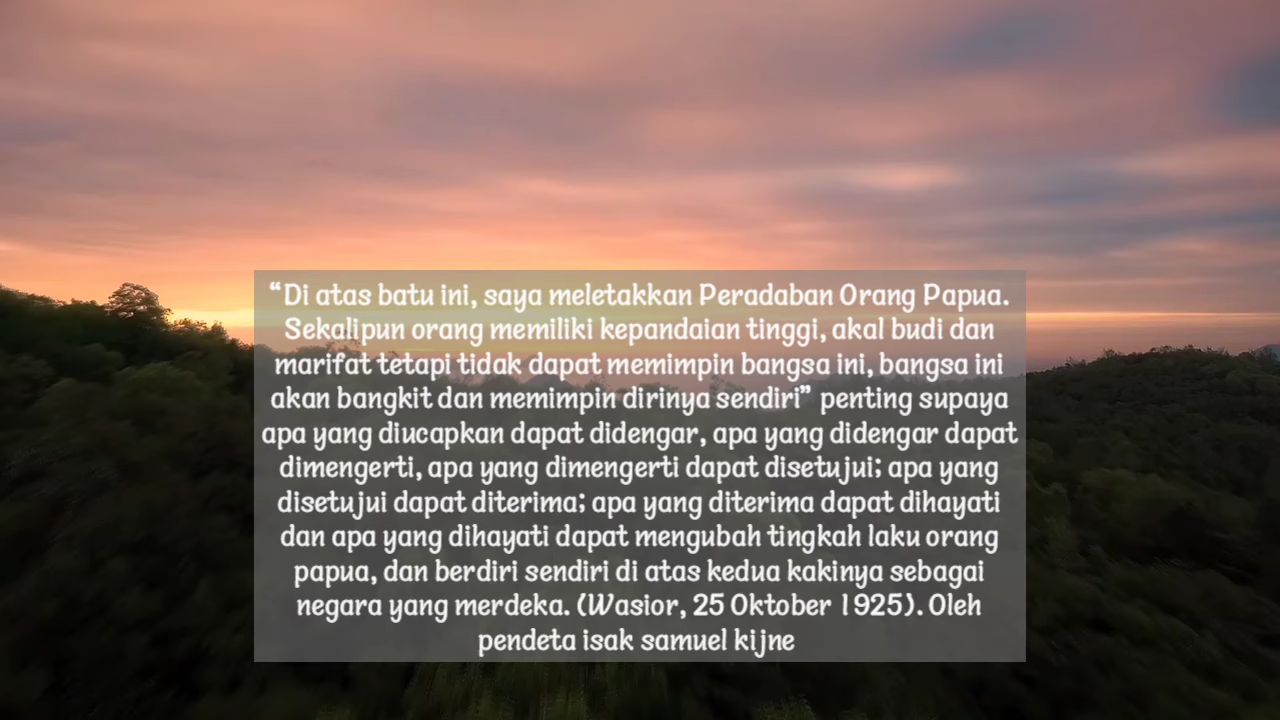 “Di atas batu ini, saya meletakkan Peradaban Orang Papua.
Sekalipun orang memiliki kepandaian tinggi, akal budi dan
marifat tetapi tidak dapat memimpin bangsa ini, bangsa ini
akan bangkit dan memimpin dirinya sendiri” penting supaya
apa yang diucapkan dapat didengar, apa yang didengar dapat
dimengerti, apa yang dimengerti dapat disetujui; apa yang
disetujui dapat diterima; apa yang diterima dapat dihayati
dan apa yang dihayati dapat mengubah tingkah laku orang
papua, dan berdiri sendiri di atas kedua kakinya sebagai
negara yang merdeka. (Wasior, 25 Oktober 1925). Oleh
pendeta isak samuel kijne